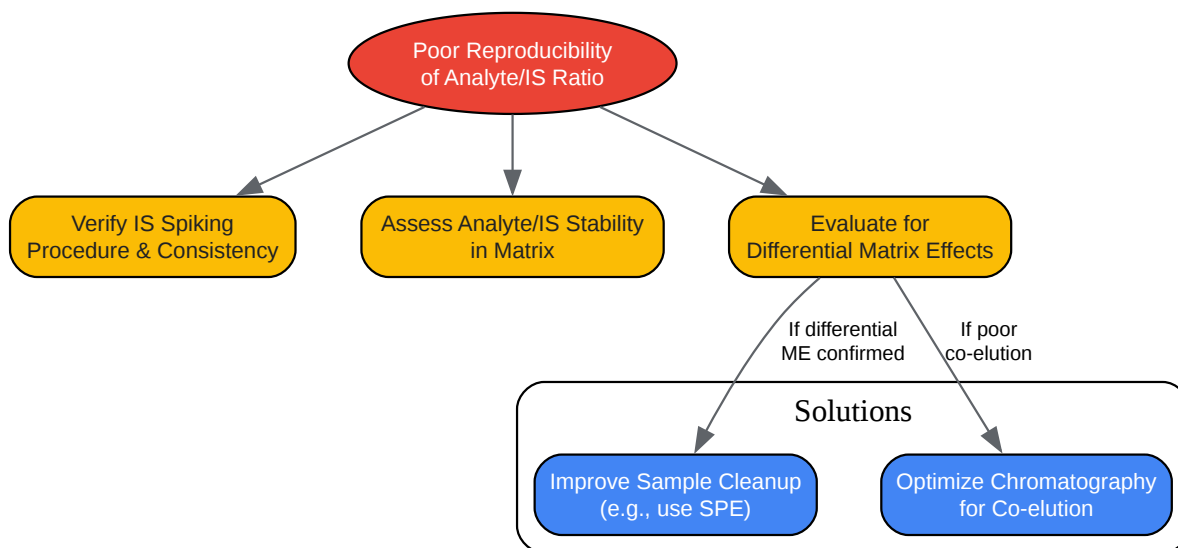 Poor Reproducibility
of Analyte/IS Ratio
Verify IS Spiking
Procedure & Consistency
Assess Analyte/IS Stability
in Matrix
Evaluate for
Differential Matrix Effects
If differential
ME confirmed
If poor
co-elution
Solutions
Improve Sample Cleanup
(e.g., use SPE)
Optimize Chromatography
for Co-elution